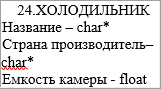 24.ХОЛОДИЛЬНИК
Название – char*
Страна производитель–
char*
Емкость камеры - float